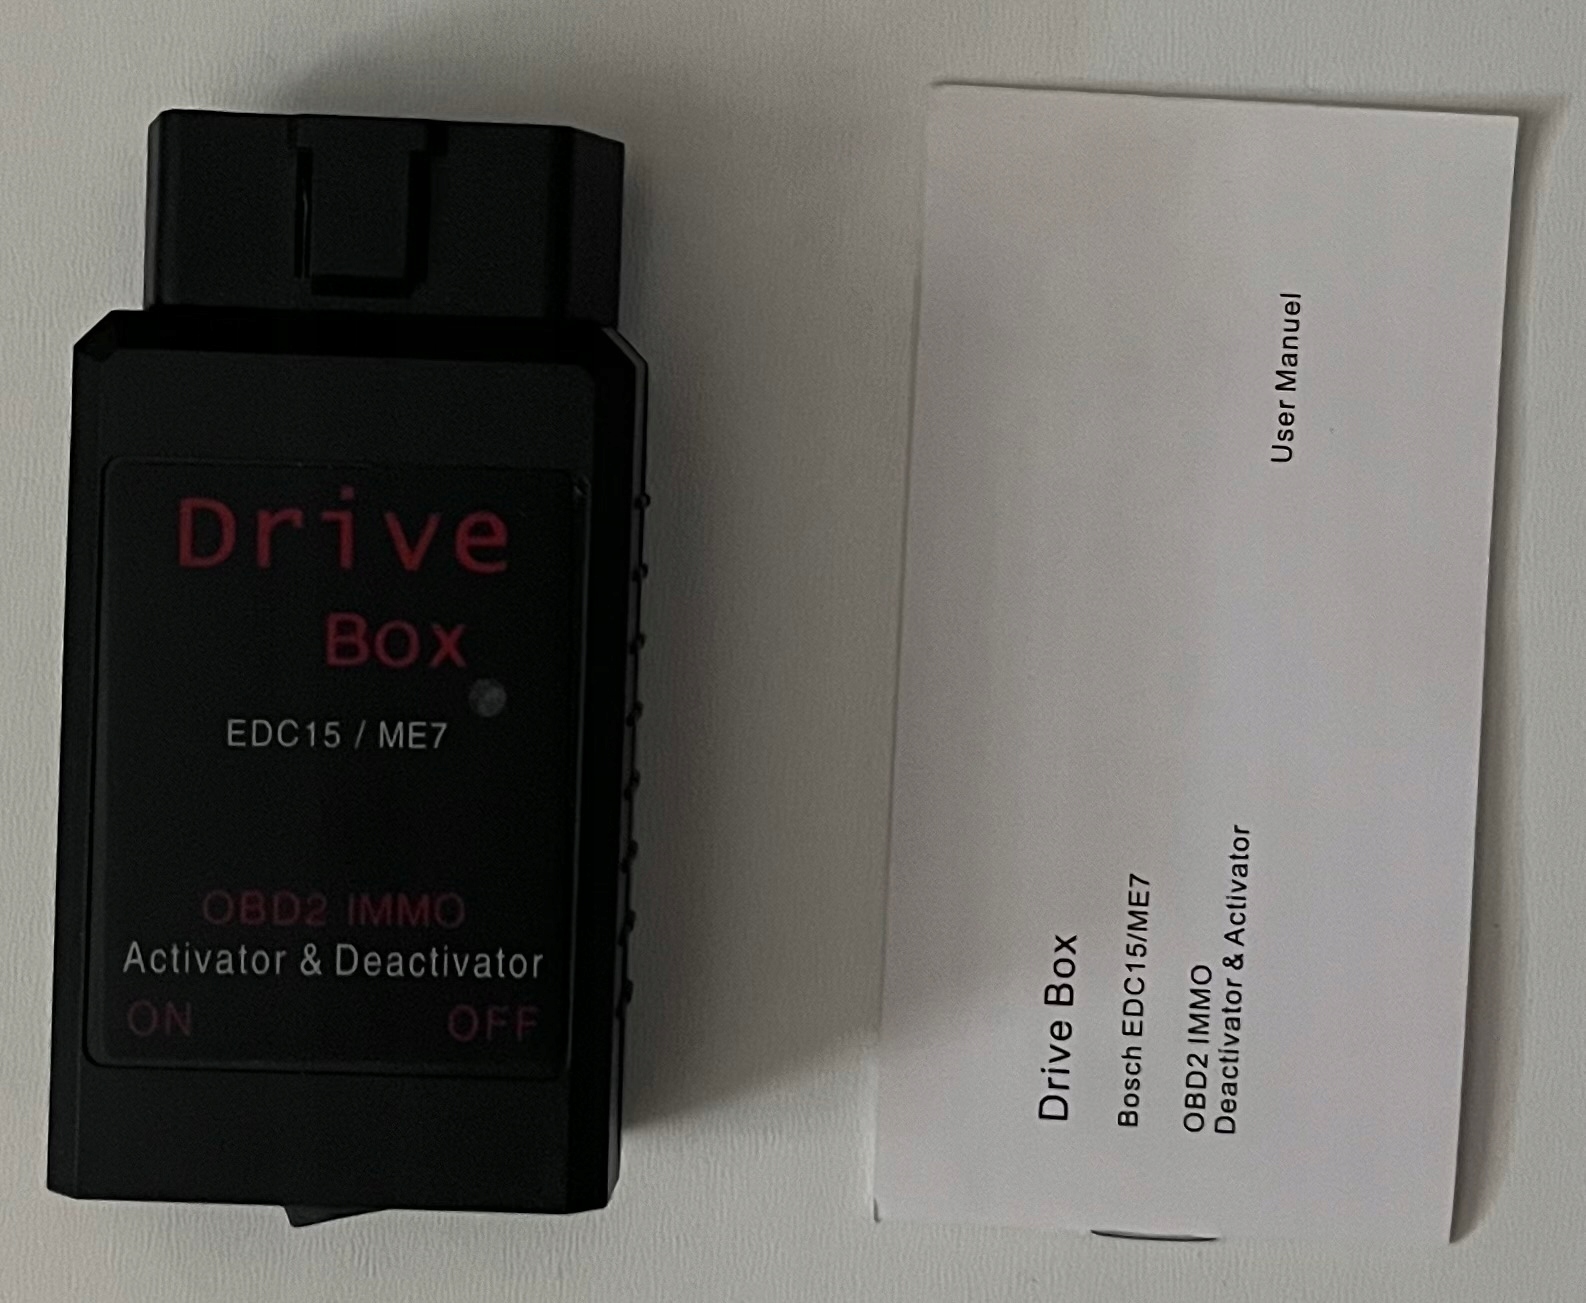 Drive
Box
EDC15 / ME7
OBD2 IMMO
Activator & Deactivator
ON OFF
Drive Box
Bosch EDC15/ME7
OBD2 IMMO
Deactivator & Activator
User Manuel